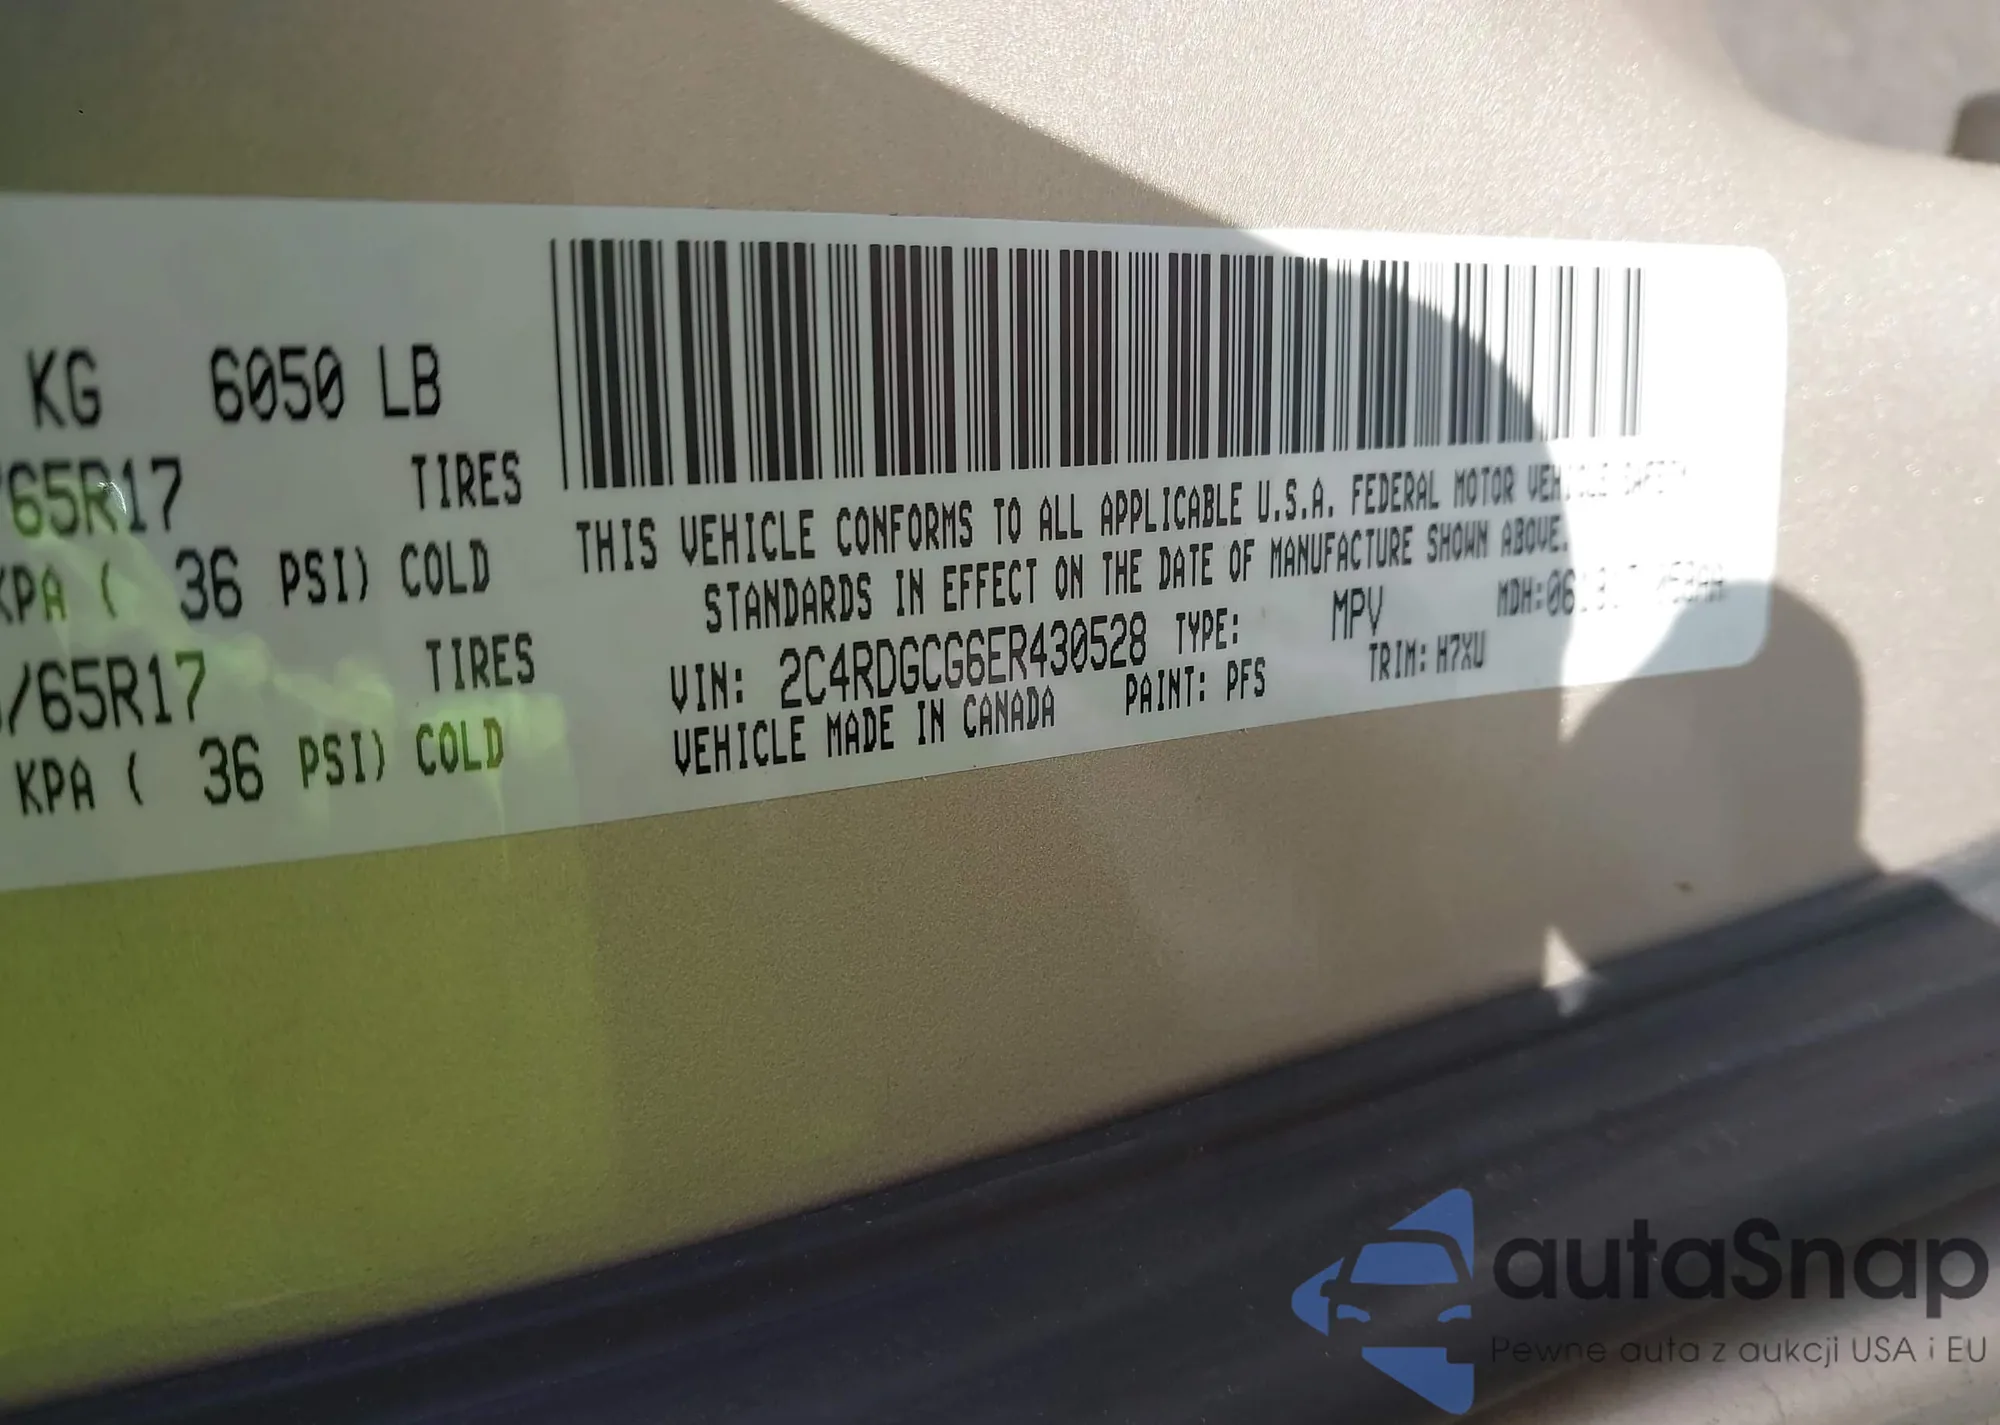 KG 6050 LB
/65R17 TIRES
KPA ( 36 PSI) COLD
/65R17 TIRES
KPA ( 36 PSI) COLD
THIS VEHICLE CONFORMS TO ALL APPLICABLE U.S.A. FEDERAL MOTOR VEHICLE SAFETY
STANDARDS IN EFFECT ON THE DATE OF MANUFACTURE SHOWN ABOVE.
VIN: 2C4RDGCG6ER430528 TYPE: MPV
VEHICLE MADE IN CANADA PAINT: PFS TRIM: H7XU
autaSnap
Pewne auta z aukcji USA i EU